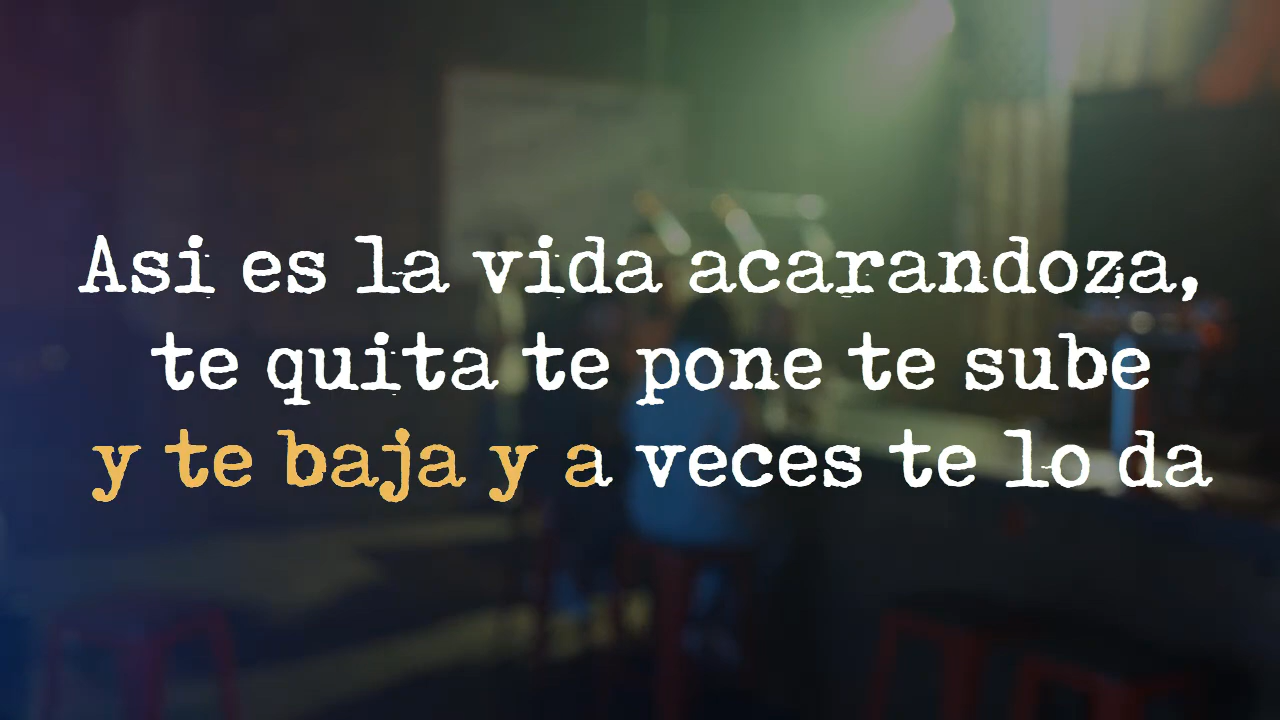 Asi es la vida acarandoza,
te quita te pone te sube
y te baja y a veces te lo da